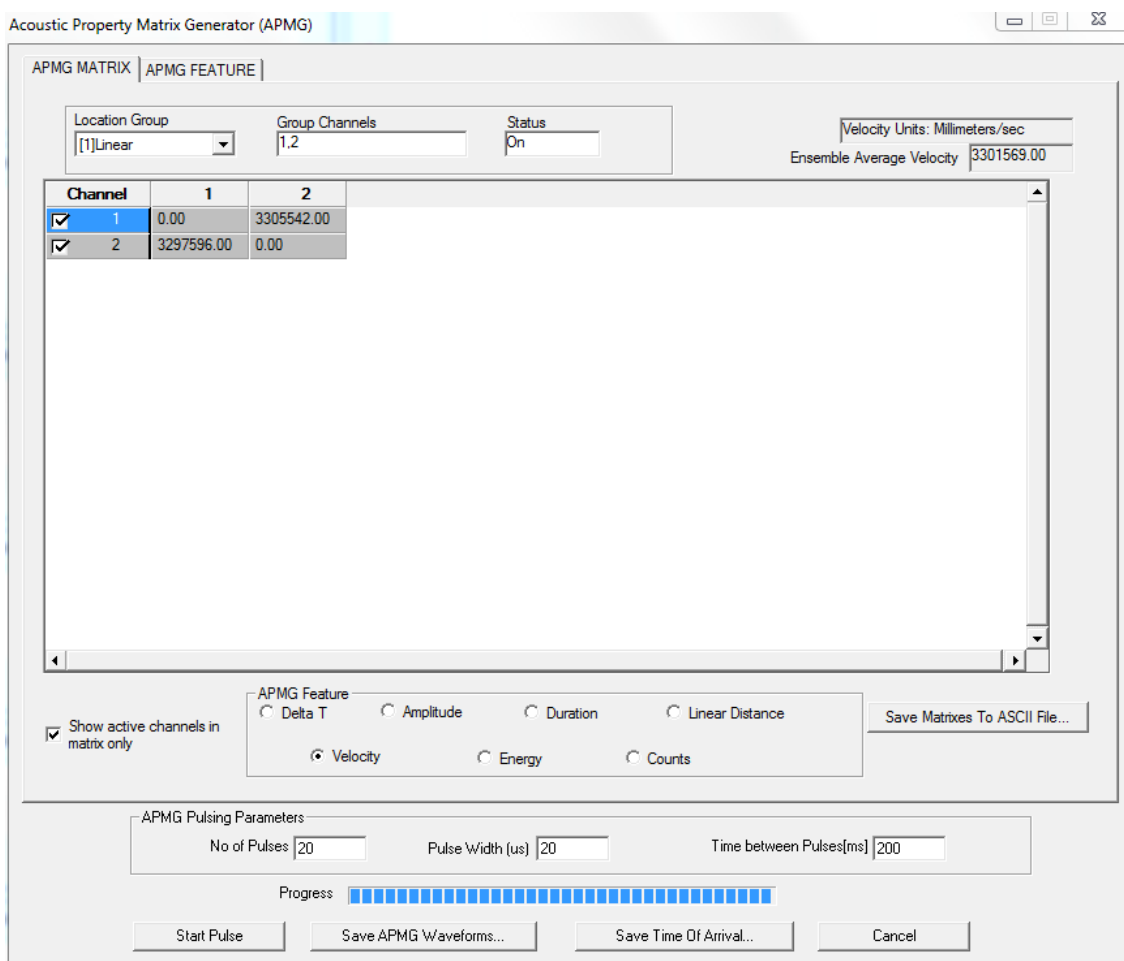 Acoustic Property Matrix Generator (APMG)
APMG MATRIX APMG FEATURE
Location Group Group Channels Status
[1]Linear 1,2 On
Velocity Units: Millimeters/sec
Ensemble Average Velocity 3301569.00
Channel 1 2
1 0.00 3305542.00
2 3297596.00 0.00
APMG Feature
Delta T Amplitude Duration Linear Distance
Velocity Energy Counts
Show active channels in
matrix only
Save Matrixes To ASCII File...
APMG Pulsing Parameters
No of Pulses 20 Pulse Width (us) 20 Time between Pulses[ms] 200
Progress
Start Pulse Save APMG Waveforms... Save Time Of Arrival... Cancel